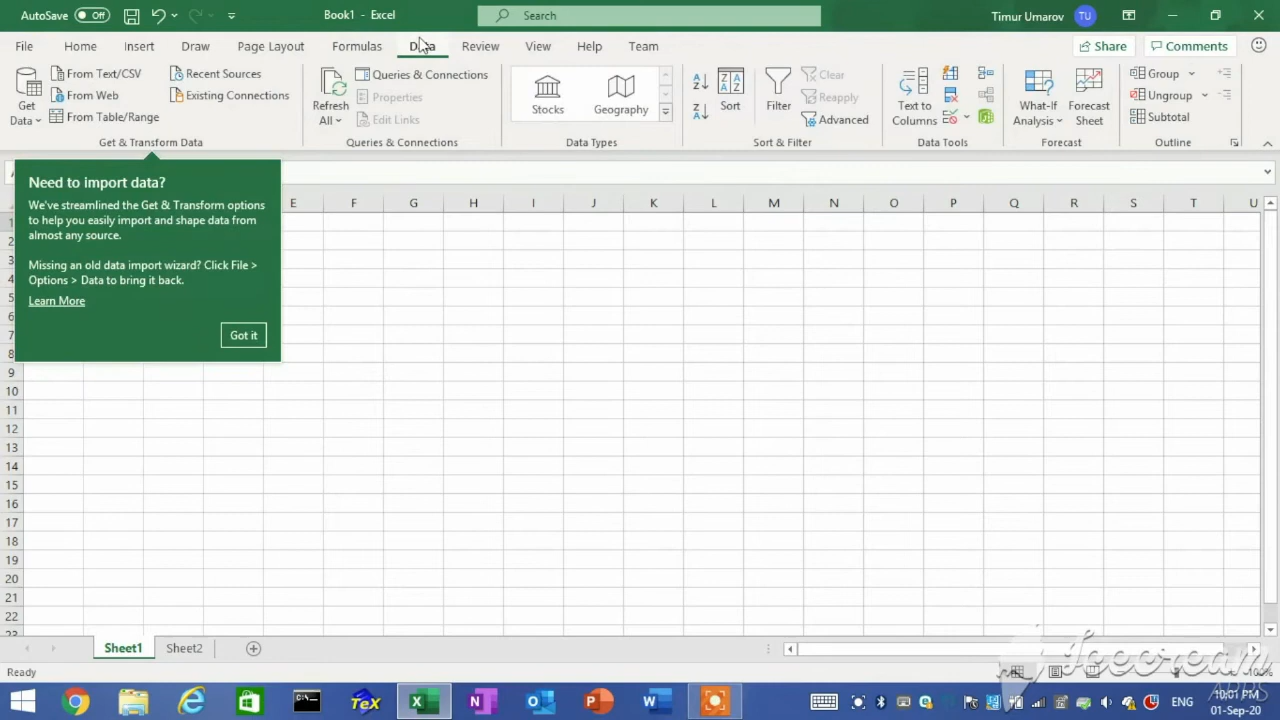 AutoSave Off
Book1 - Excel
Search
Timur Umarov TU
File Home Insert Draw Page Layout Formulas Data Review View Help Team Share Comments
Get Data
From Text/CSV
From Web
From Table/Range
Recent Sources
Existing Connections
Get & Transform Data
Refresh All
Queries & Connections
Properties
Edit Links
Queries & Connections
Stocks
Geography
Data Types
Sort
Filter
Clear
Reapply
Advanced
Sort & Filter
Text to Columns
Data Tools
What-If Analysis
Forecast Sheet
Forecast
Group
Ungroup
Subtotal
Outline
Need to import data?
We've streamlined the Get & Transform options
to help you easily import and shape data from
almost any source.
Missing an old data import wizard? Click File >
Options > Data to bring it back.
Learn More
Got it
E F G H I J K L M N O P Q R S T U
1
2
3
4
5
6
7
8
9
10
11
12
13
14
15
16
17
18
19
20
21
22
23
Sheet1 Sheet2
Ready
100%
Icecream
APPS
ENG
10:01 PM
01-Sep-20